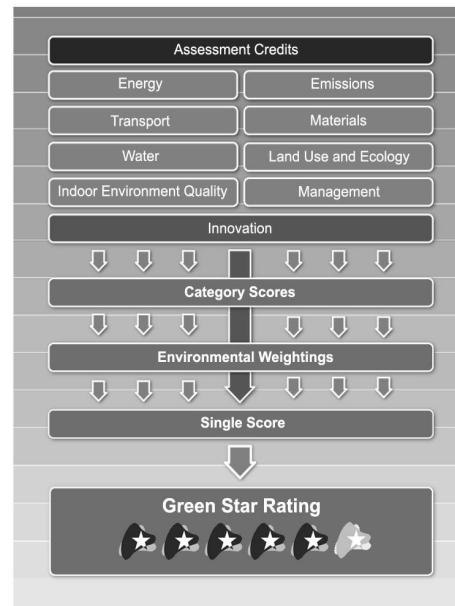 Assessment Credits
Energy
Emissions
Transport
Materials
Water
Land Use and Ecology
Indoor Environment Quality
Management
Innovation
Category Scores
Environmental Weightings
Single Score
Green Star Rating